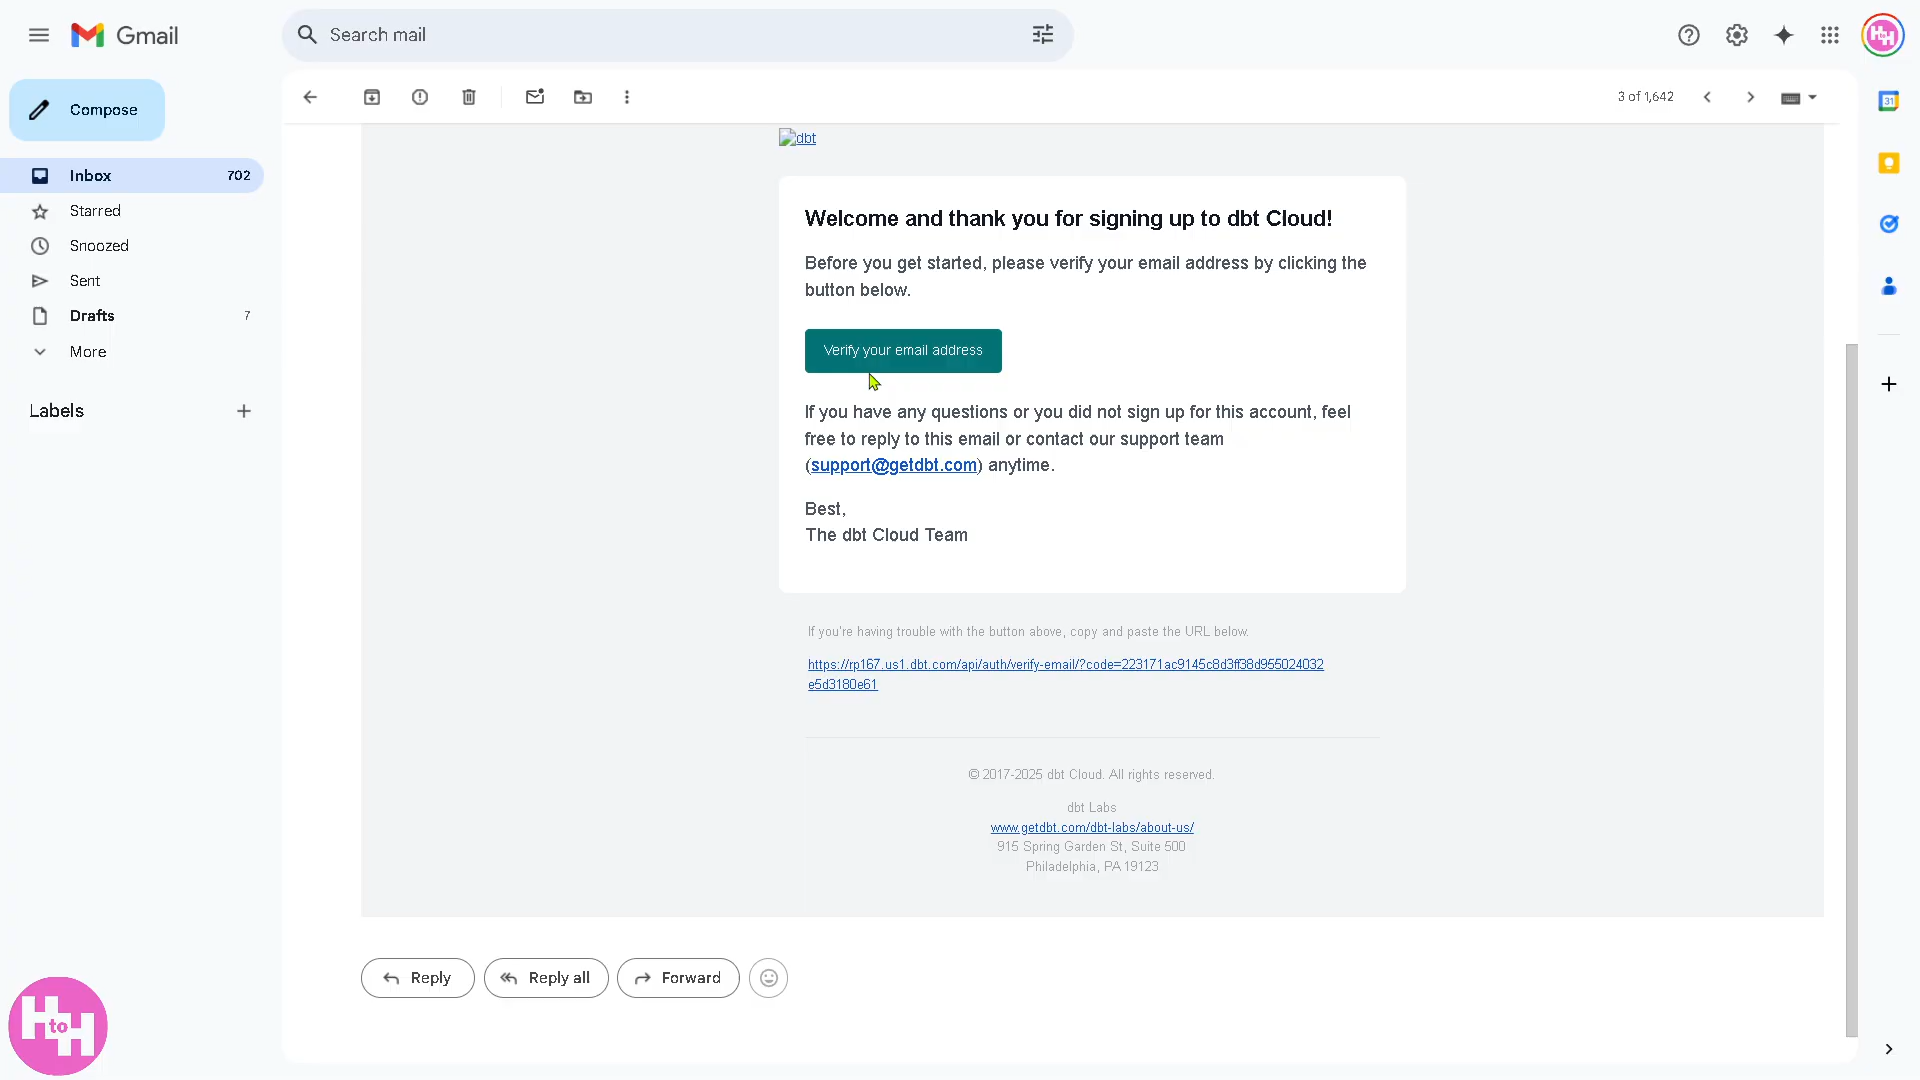 Gmail
Search mail
Compose
3 of 1,642
31
Inbox 702
Starred
Snoozed
Sent
Drafts 7
More
Labels
dbt
Welcome and thank you for signing up to dbt Cloud!
Before you get started, please verify your email address by clicking the
button below.
Verify your email address
If you have any questions or you did not sign up for this account, feel
free to reply to this email or contact our support team
(support@getdbt.com) anytime.
Best,
The dbt Cloud Team
If you're having trouble with the button above, copy and paste the URL below.
https://rp167.us1.dbt.com/api/auth/verify-email/?code=223171ac9145c8d3ff38d955024032
e5d3180e61
© 2017-2025 dbt Cloud. All rights reserved.
dbt Labs
www.getdbt.com/dbt-labs/about-us/
915 Spring Garden St, Suite 500
Philadelphia, PA 19123
Reply
Reply all
Forward
H to H
H to H